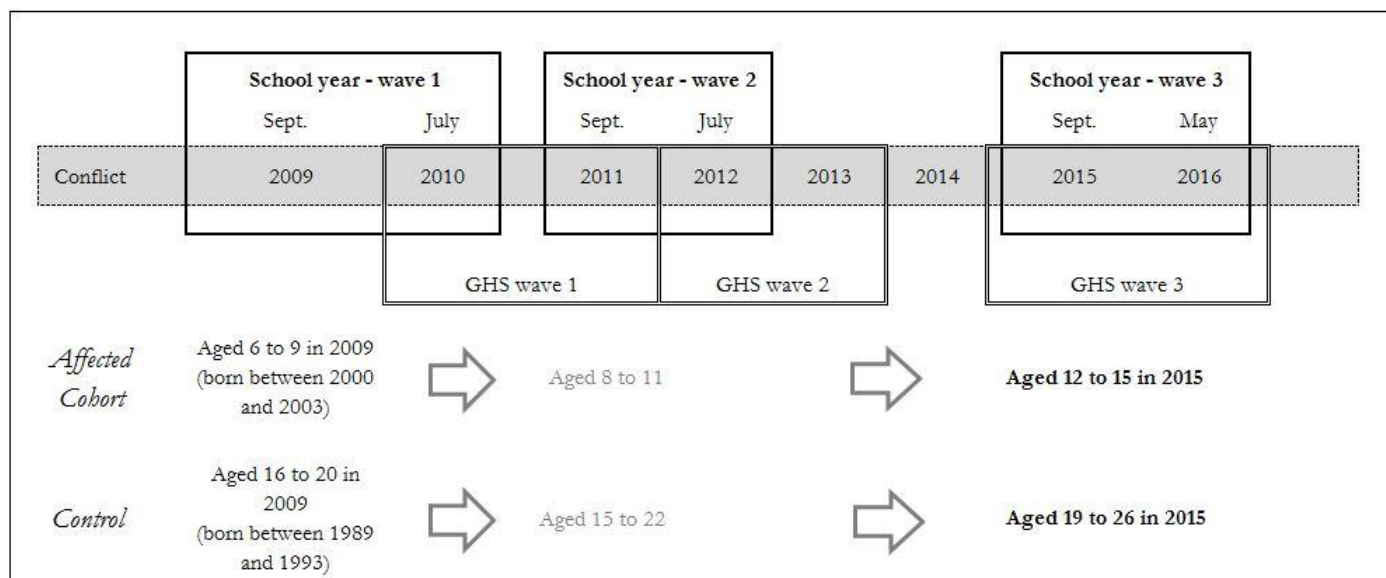 School year - wave 1
School year - wave 2
School year - wave 3
Sept.
July
Sept.
July
Sept.
May
Conflict
2009
2010
2011
2012
2013
2014
2015
2016
GHS wave 1
GHS wave 2
GHS wave 3
Affected
Cohort
Aged 6 to 9 in 2009
(born between 2000
and 2003)
Aged 8 to 11
Aged 12 to 15 in 2015
Control
Aged 16 to 20 in
2009
(born between 1989
and 1993)
Aged 15 to 22
Aged 19 to 26 in 2015